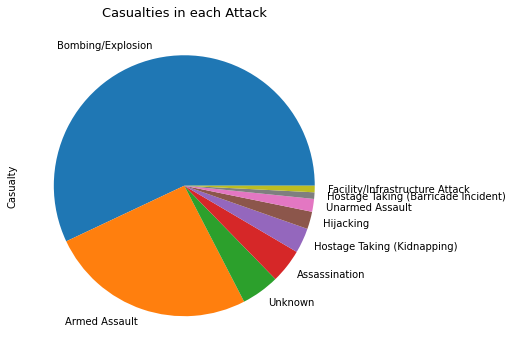 Casualties in each Attack
Bombing/Explosion
Casualty
Facility/Infrastructure Attack
Hostage Taking (Barricade Incident)
Unarmed Assault
Hijacking
Hostage Taking (Kidnapping)
Assassination
Unknown
Armed Assault